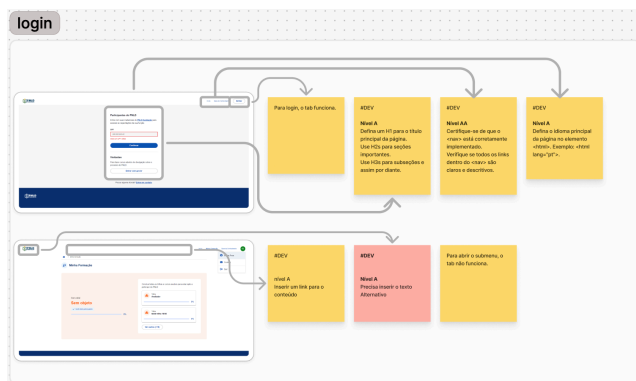 login
Para login, o tab funciona.
#DEV
Nível A
Defina um H1 para o título
principal da página.
Use H2s para seções
importantes.
Use H3s para subseções e
assim por diante.
#DEV
Nível AA
Certifique-se de que o
<nav> está corretamente
implementado.
Verifique se todos os links
dentro do <nav> são
claros e descritivos.
#DEV
Nível A
Defina o idioma principal
da página no elemento
<html>. Exemplo: <html
lang="pt">.
Minha Formação
#DEV
nível A
Inserir um link para o
conteúdo
#DEV
Nível A
Precisa inserir o texto
Alternativo
Para abrir o submenu, o
tab não funciona.